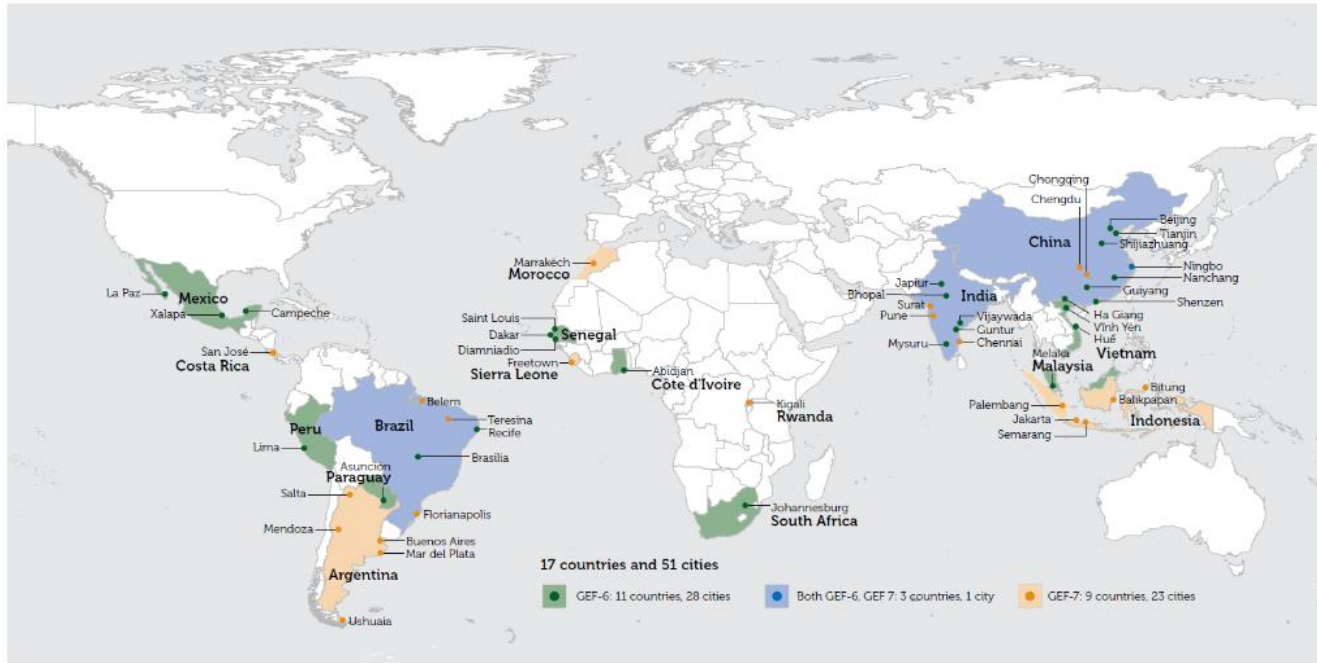 Chongqing
Chengdu
Beijing
Tianjin
China
Shijiazhuang
Marrakech
Morocco
Ningbo
Nanchang
Japitur
Guiyang
La Paz
Mexico
Bhopal
India
Shenzen
Xalapa
Campeche
Surat
Pune
Vijaywada
Ha Giang
Saint Louis
Senegal
Guntur
Vĩnh Yên
Dakar
Mysuru
Chennai
Huế
San José
Diamniadio
Melaka
Vietnam
Costa Rica
Freetown
Abidjan
Malaysia
Sierra Leone
Côte d'Ivoire
Bitung
Belem
Kigali
Palembang
Balikpapan
Peru
Brazil
Teresina
Recife
Rwanda
Jakarta
Indonesia
Semarang
Lima
Brasilia
Asunción
Paraguay
Salta
Johannesburg
South Africa
Florianapolis
Mendoza
Buenos Aires
Mar del Plata
Argentina
17 countries and 51 cities
GEF-6: 11 countries, 28 cities
Both GEF-6, GEF 7: 3 countries, 1 city
GEF-7: 9 countries, 23 cities
Ushuaia